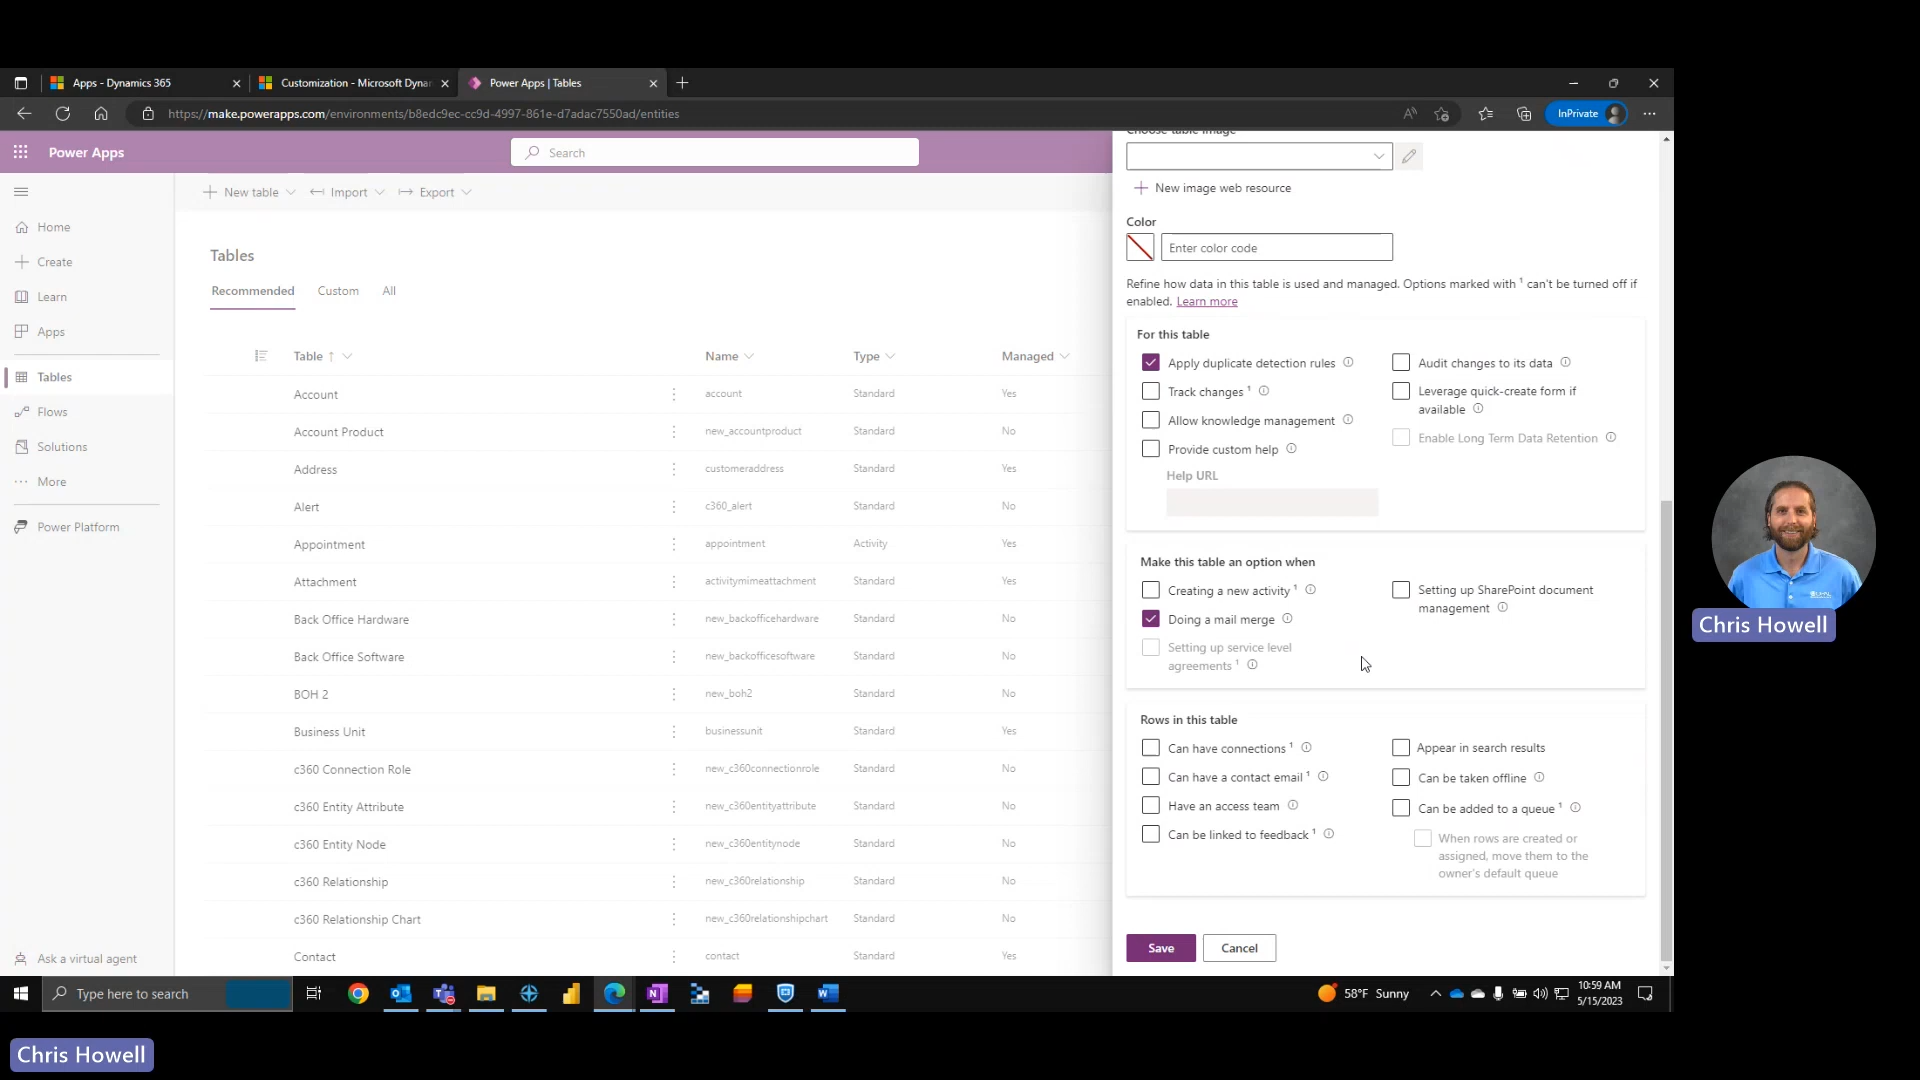 Apps - Dynamics 365
Customization - Microsoft Dynan
Power Apps | Tables
https://make.powerapps.com/environments/b8edc9ec-cc9d-4997-861e-d7adac7550ad/entities
InPrivate
Power Apps
Search
New table
Import
Export
Home
Create
Learn
Apps
Tables
Flows
Solutions
More
Power Platform
Ask a virtual agent
Tables
Recommended
Custom
All
Table ↑
Name
Type
Managed
Account
account
Standard
Yes
Account Product
new_accountproduct
Standard
No
Address
customeraddress
Standard
Yes
Alert
c360_alert
Standard
No
Appointment
appointment
Activity
Yes
Attachment
activitymimeattachment
Standard
Yes
Back Office Hardware
new_backofficehardware
Standard
No
Back Office Software
new_backofficesoftware
Standard
No
BOH 2
new_boh2
Standard
No
Business Unit
businessunit
Standard
Yes
c360 Connection Role
new_c360connectionrole
Standard
No
c360 Entity Attribute
new_c360entityattribute
Standard
No
c360 Entity Node
new_c360entitynode
Standard
No
c360 Relationship
new_c360relationship
Standard
No
c360 Relationship Chart
new_c360relationshipchart
Standard
No
Contact
contact
Standard
Yes
Choose table image
New image web resource
Color
Enter color code
Refine how data in this table is used and managed. Options marked with ¹ can't be turned off if
enabled. Learn more
For this table
Apply duplicate detection rules
Track changes ¹
Allow knowledge management
Provide custom help
Help URL
Audit changes to its data
Leverage quick-create form if
available
Enable Long Term Data Retention
Make this table an option when
Creating a new activity ¹
Doing a mail merge
Setting up service level
agreements ¹
Setting up SharePoint document
management
Rows in this table
Can have connections ¹
Can have a contact email ¹
Have an access team
Can be linked to feedback ¹
Appear in search results
Can be taken offline
Can be added to a queue ¹
When rows are created or
assigned, move them to the
owner's default queue
Save
Cancel
Type here to search
58°F Sunny
10:59 AM
5/15/2023
Chris Howell
Chris Howell